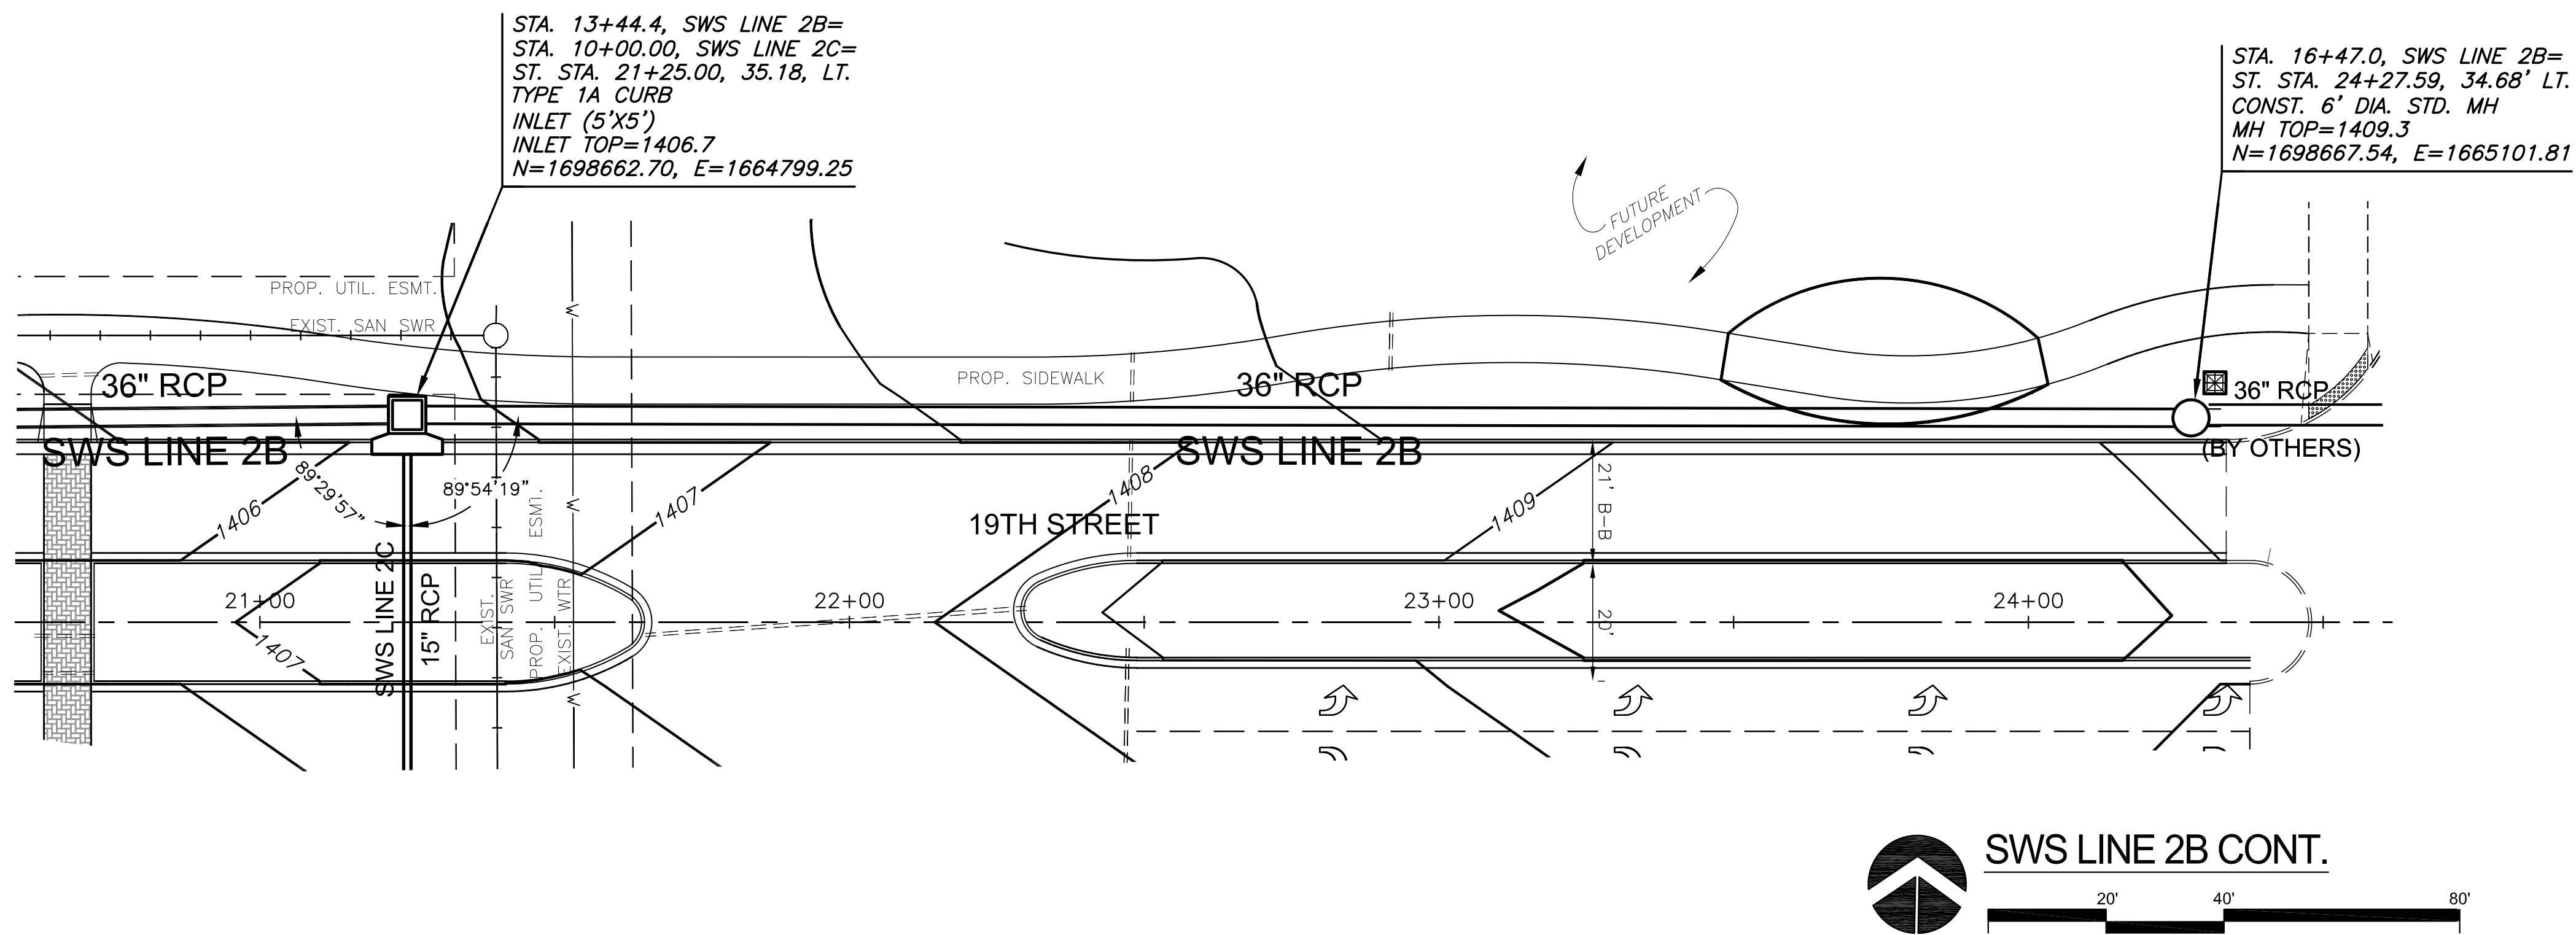 STA. 13+44.4, SWS LINE 2B=
STA. 10+00.00, SWS LINE 2C=
ST. STA. 21+25.00, 35.18, LT.
TYPE 1A CURB
INLET (5'X5')
INLET TOP=1406.7
N=1698662.70, E=1664799.25
STA. 16+47.0, SWS LINE 2B=
ST. STA. 24+27.59, 34.68' LT.
CONST. 6' DIA. STD. MH
MH TOP=1409.3
N=1698667.54, E=1665101.81
FUTURE
DEVELOPMENT
PROP. UTIL. ESMT.
EXIST. SAN SWR
W
36" RCP
PROP. SIDEWALK
36" RCP
36" RCP
SWS LINE 2B
SWS LINE 2B
(BY OTHERS)
89°29'57"
89°54'19"
1406
1407
1408
1409
W
21' B-B
19TH STREET
SWS LINE 2C
15" RCP
EXIST.
SAN SWR
PROP. UTIL. ESMT.
EXIST. WTR
21+00
22+00
23+00
24+00
20'
1407
W
SWS LINE 2B CONT.
20'
40'
80'